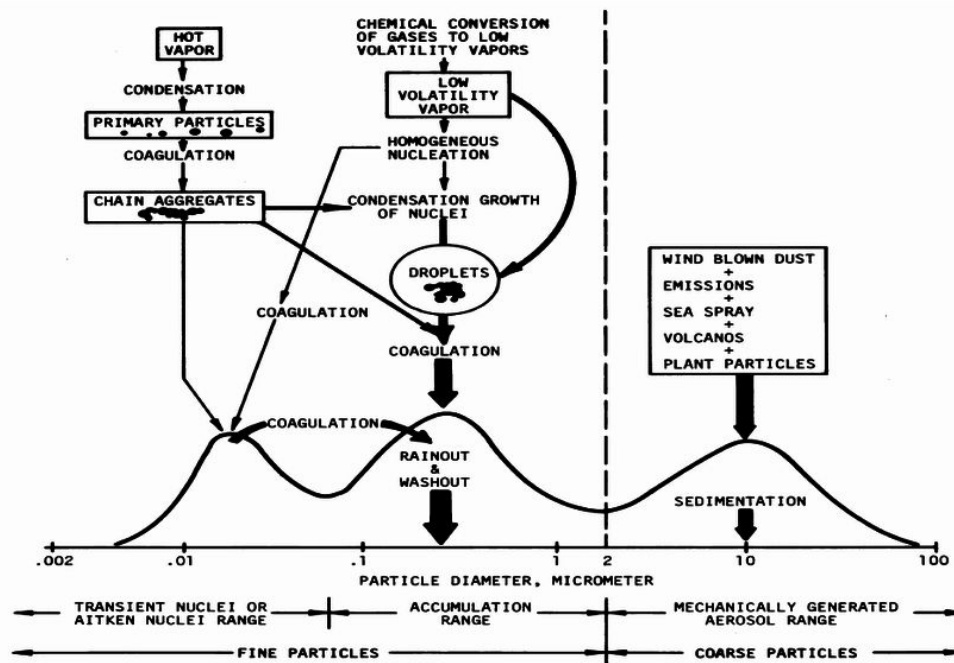 HOT
VAPOR
CONDENSATION
PRIMARY PARTICLES
COAGULATION
CHAIN AGGREGATES
CHEMICAL CONVERSION
OF GASES TO LOW
VOLATILITY VAPORS
LOW
VOLATILITY
VAPOR
HOMOGENEOUS
NUCLEATION
CONDENSATION GROWTH
OF NUCLEI
DROPLETS
COAGULATION
COAGULATION
COAGULATION
RAINOUT
&
WASHOUT
WIND BLOWN DUST
+
EMISSIONS
+
SEA SPRAY
+
VOLCANOS
+
PLANT PARTICLES
SEDIMENTATION
.002 .01 .1 1 2 10 100
PARTICLE DIAMETER, MICROMETER
TRANSIENT NUCLEI OR
AITKEN NUCLEI RANGE
ACCUMULATION
RANGE
MECHANICALLY GENERATED
AEROSOL RANGE
FINE PARTICLES
COARSE PARTICLES